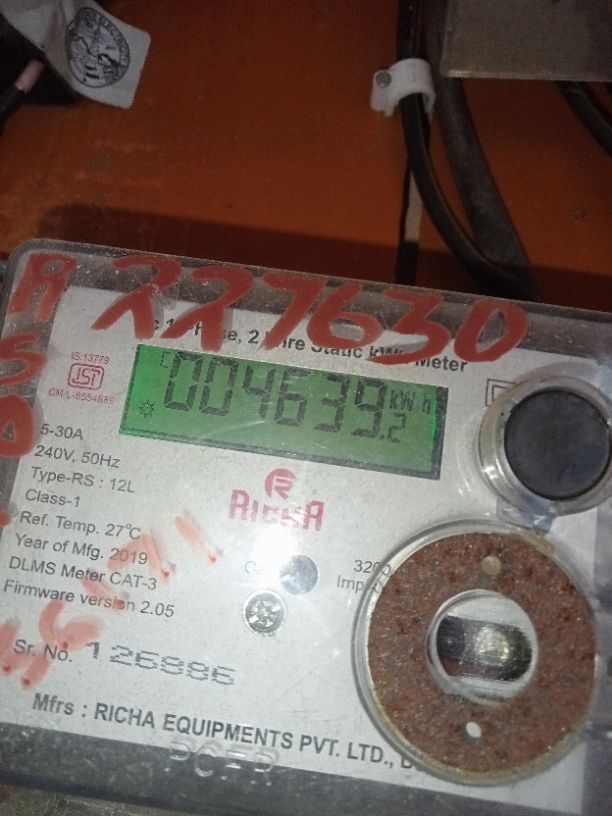 227630
IS:13779
ISI
CM/L-8554689
1-Phase, 2 Wire Static kWh Meter
C 004639.2 kWh
5-30A
240V, 50Hz
Type-RS : 12L
Class-1
Ref. Temp. 27°C
Year of Mfg. 2019
DLMS Meter CAT-3
Firmware version 2.05
R
RICHA
3200
Imp
Sr. No. 126886
Mfrs : RICHA EQUIPMENTS PVT. LTD.,